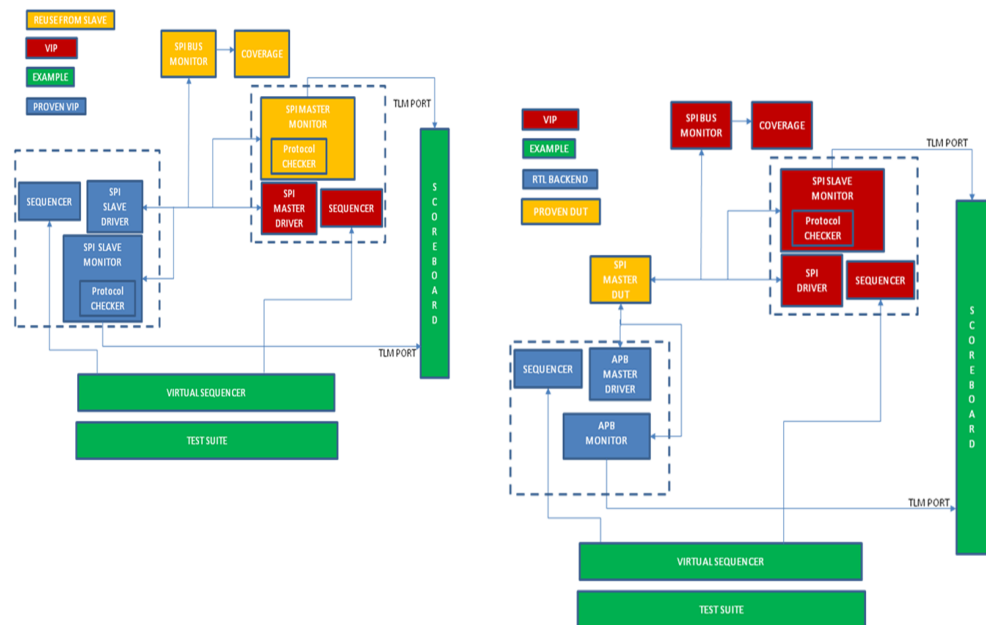 REUSE FROM SLAVE
VIP
EXAMPLE
PROVEN VIP
SPI BUS
MONITOR
COVERAGE
SPI MASTER
MONITOR
Protocol
CHECKER
TLM PORT
SEQUENCER
SPI
SLAVE
DRIVER
SPI
MASTER
DRIVER
SEQUENCER
SPI SLAVE
MONITOR
Protocol
CHECKER
SCOREBOARD
TLM PORT
VIRTUAL SEQUENCER
TEST SUITE
VIP
EXAMPLE
RTL BACKEND
PROVEN DUT
SPI BUS
MONITOR
COVERAGE
TLM PORT
SPI SLAVE
MONITOR
Protocol
CHECKER
SPI
MASTER
DUT
SPI
DRIVER
SEQUENCER
SEQUENCER
APB
MASTER
DRIVER
APB
MONITOR
SCOREBOARD
TLM PORT
VIRTUAL SEQUENCER
TEST SUITE